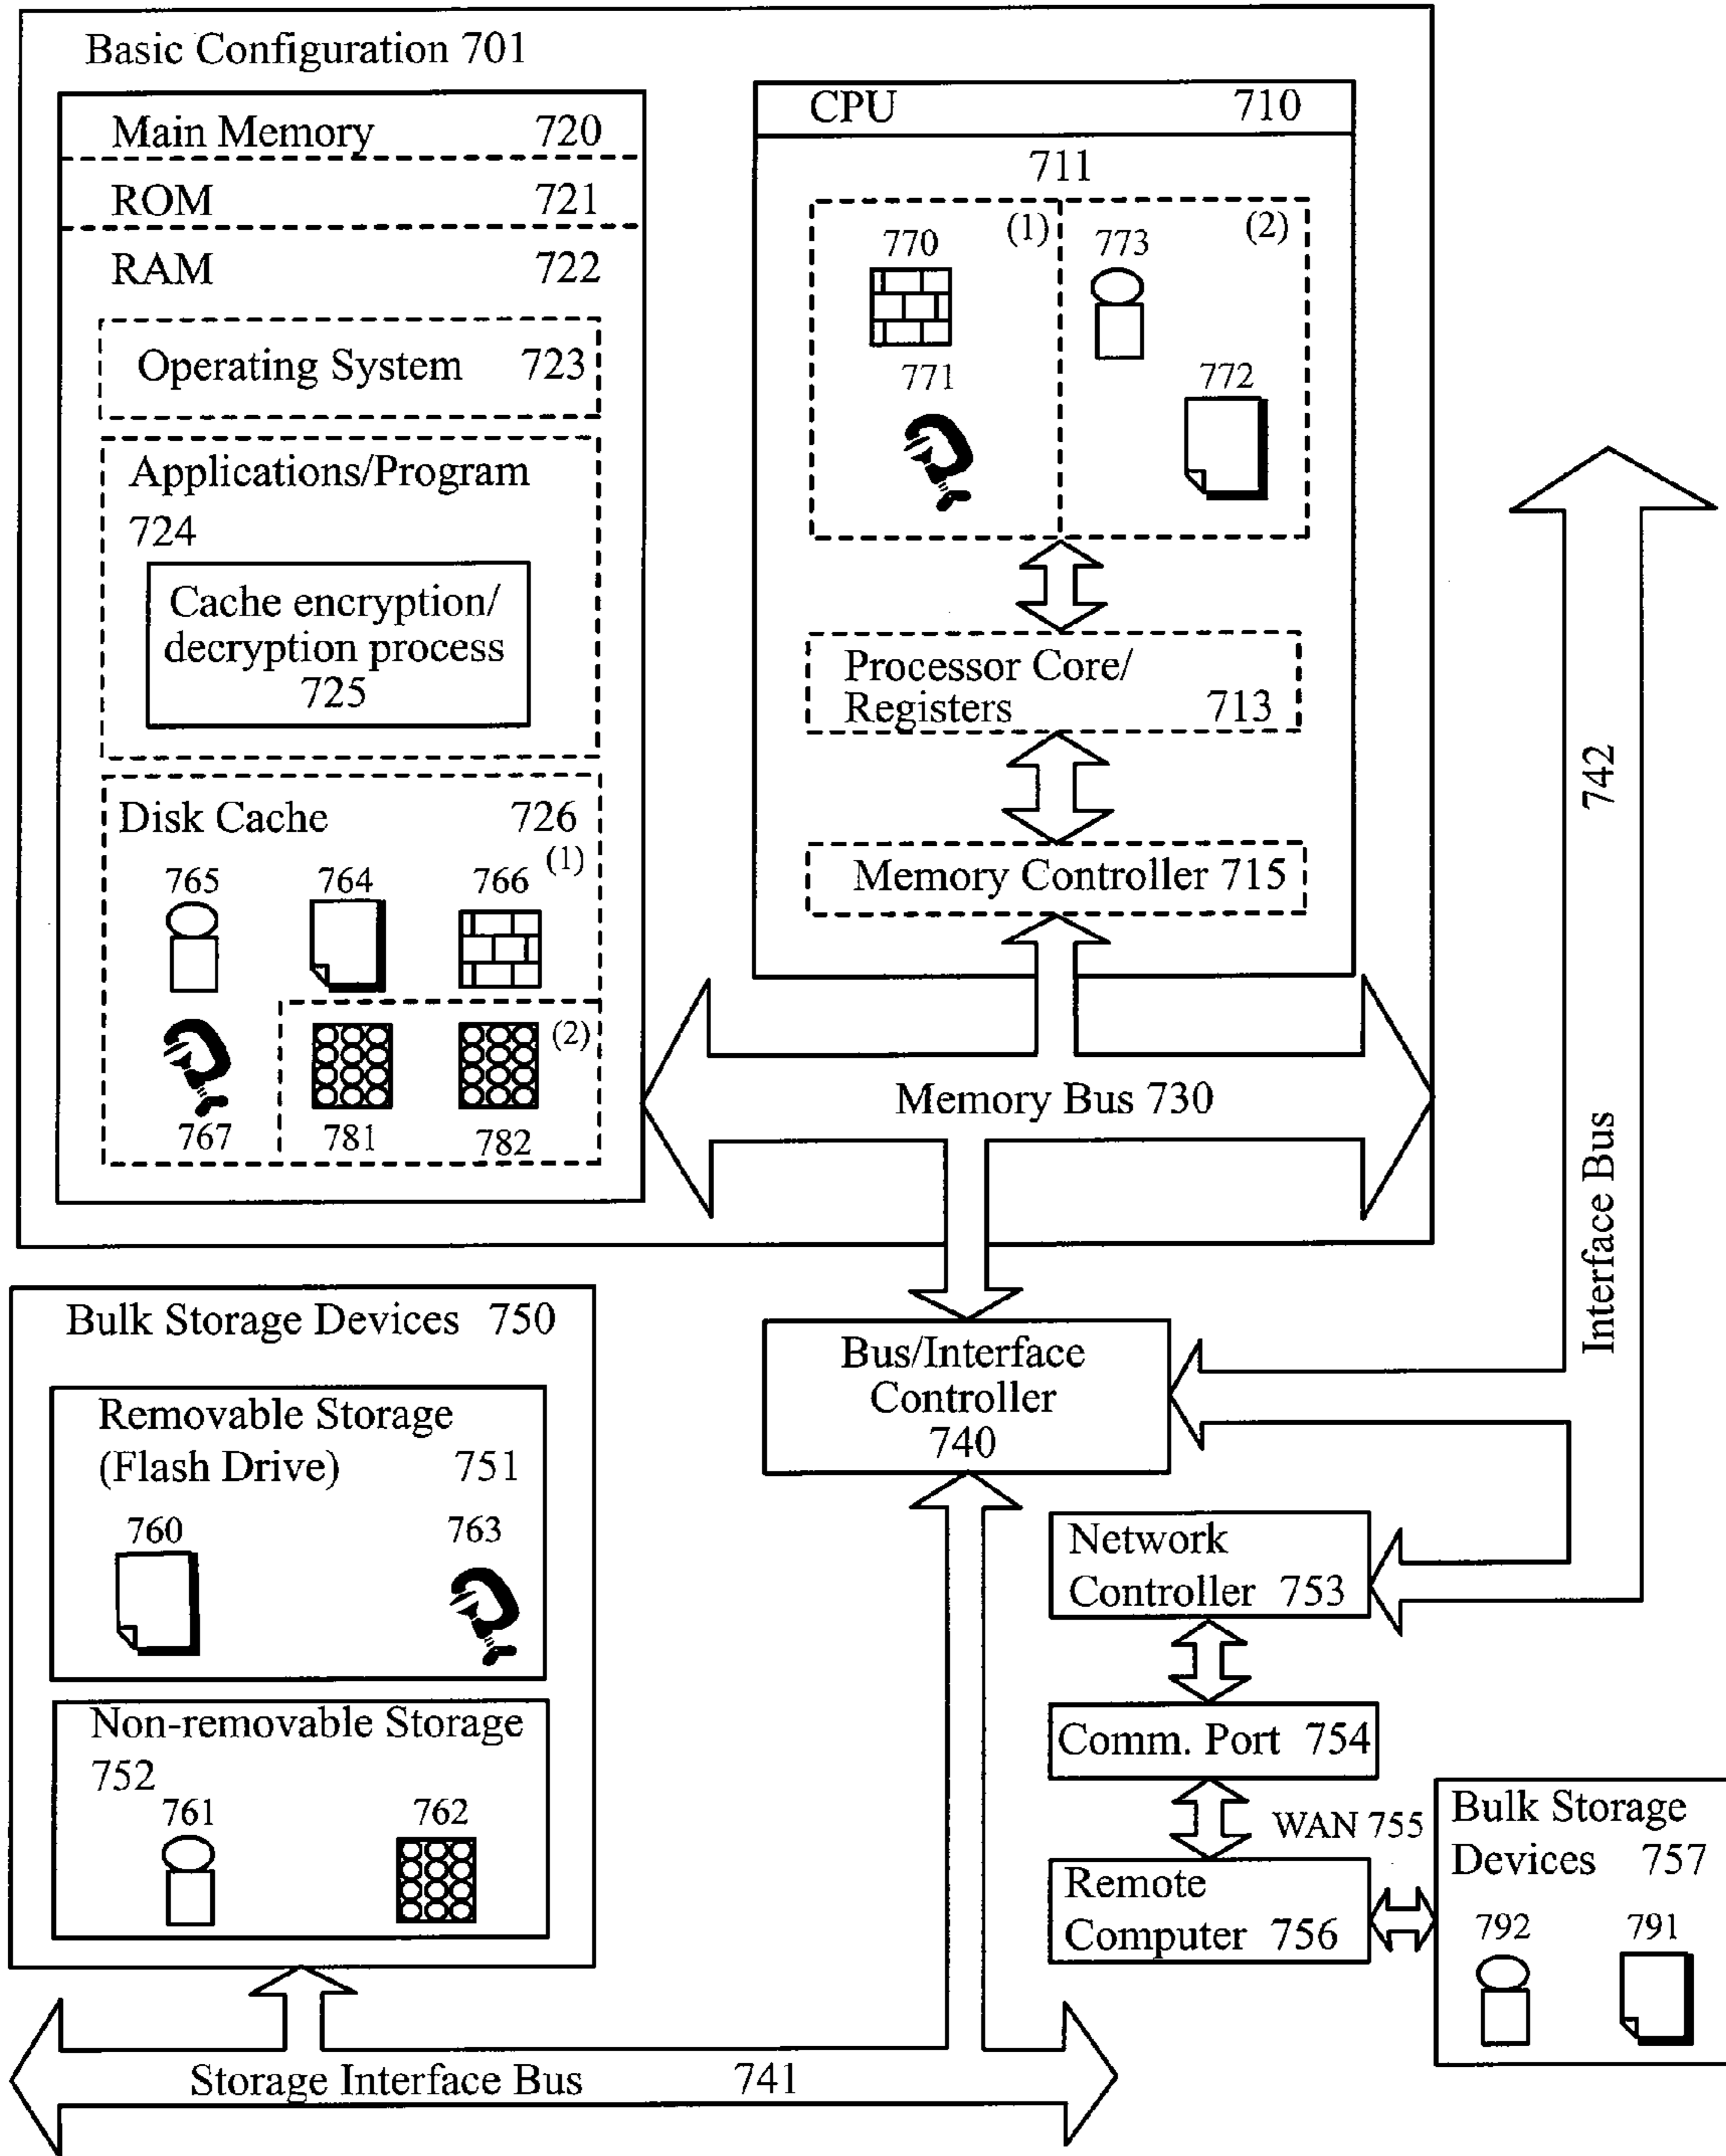 Basic Configuration 701
Main Memory 720
ROM 721
RAM 722
Operating System 723
Applications/Program
724
Cache encryption/
decryption process
725
Disk Cache 726
(1)
765 764 766
(2)
767 781 782
CPU 710
711
(1) (2)
770 773
771 772
Processor Core/
Registers 713
Memory Controller 715
Memory Bus 730
Interface Bus 742
Bus/Interface
Controller
740
Bulk Storage Devices 750
Removable Storage
(Flash Drive) 751
760 763
Non-removable Storage
752
761 762
Network
Controller 753
Comm. Port 754
WAN 755
Remote
Computer 756
Bulk Storage
Devices 757
792 791
Storage Interface Bus 741